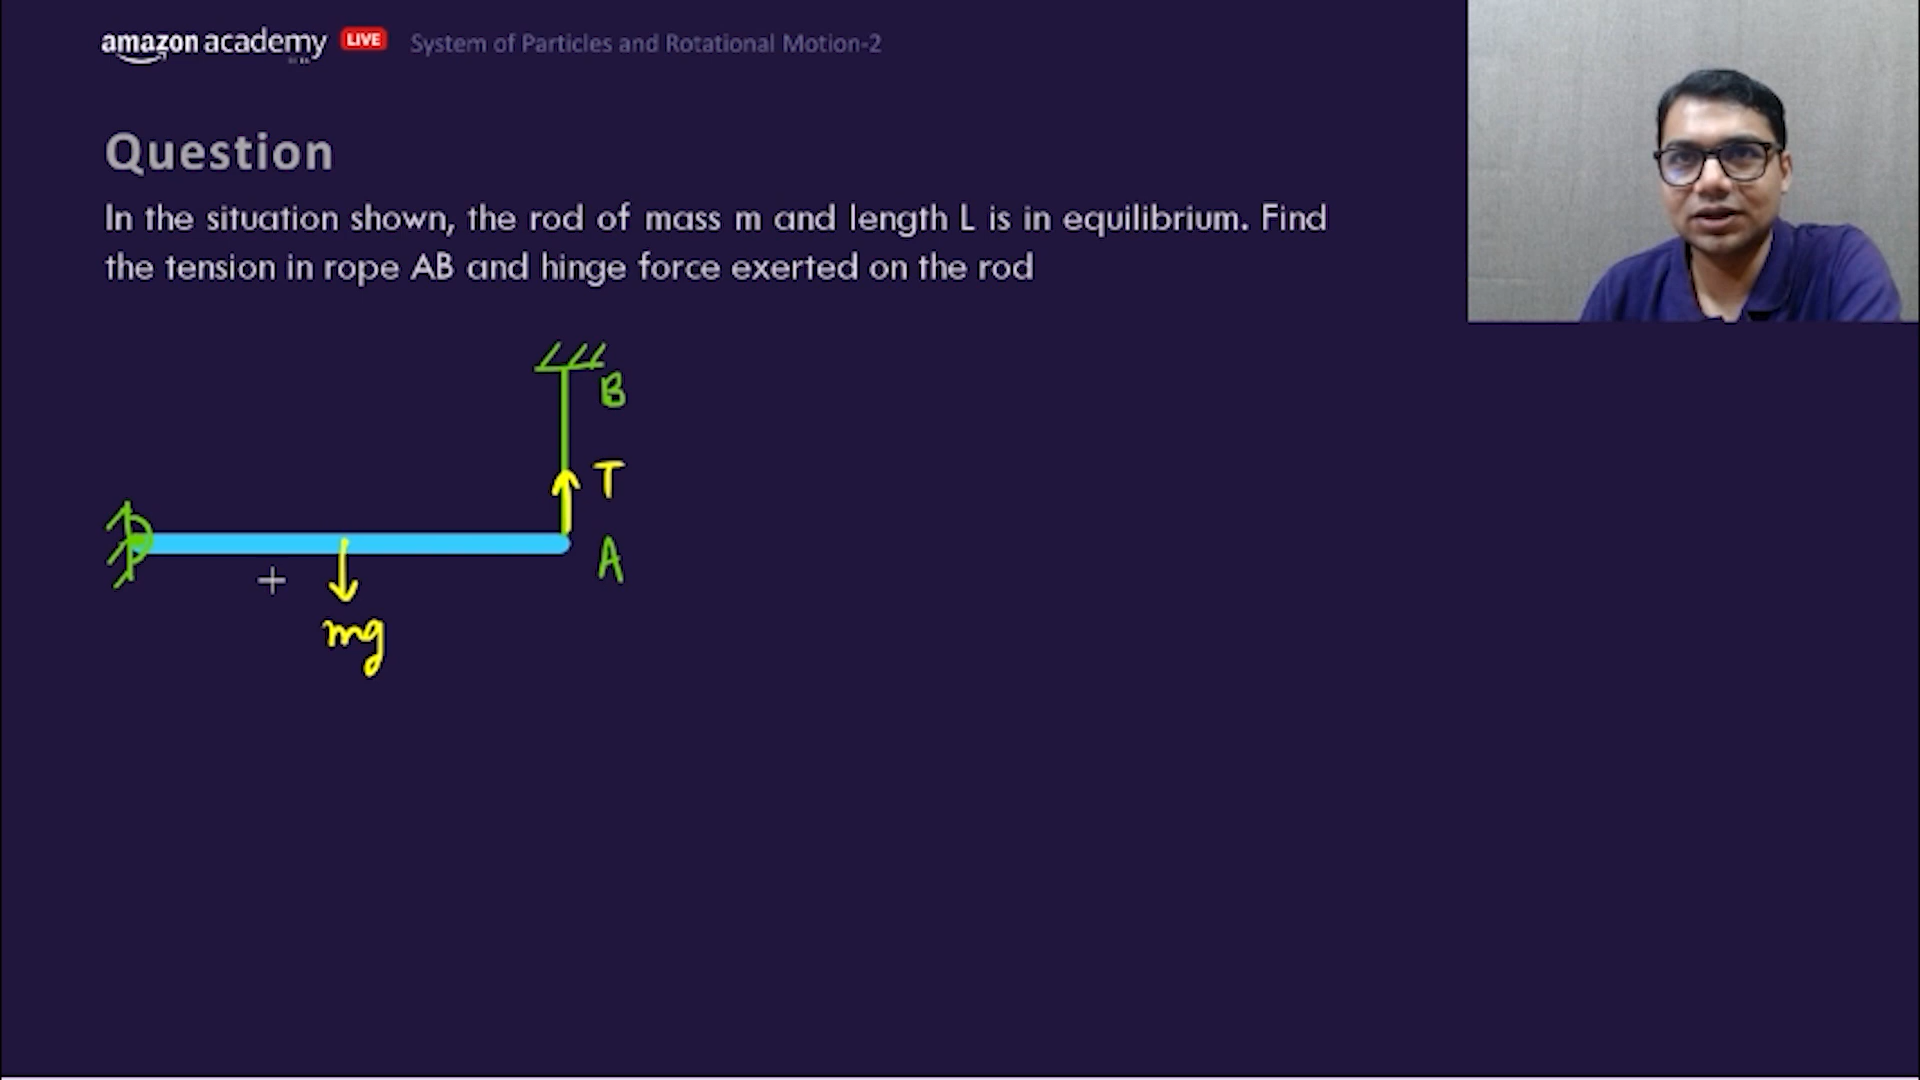 amazon academy LIVE System of Particles and Rotational Motion-2
Question
In the situation shown, the rod of mass m and length L is in equilibrium. Find
the tension in rope AB and hinge force exerted on the rod
B
T
A
mg